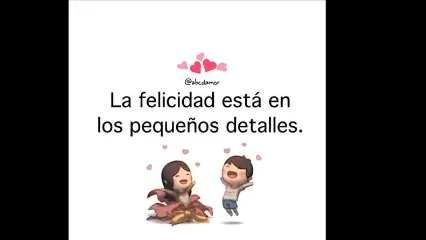 @abcdamor
La felicidad está en
los pequeños detalles.